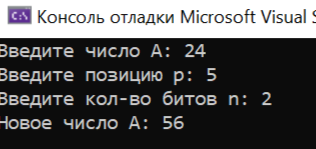 Консоль отладки Microsoft Visual S
Введите число A: 24
Введите позицию p: 5
Введите кол-во битов n: 2
Новое число A: 56